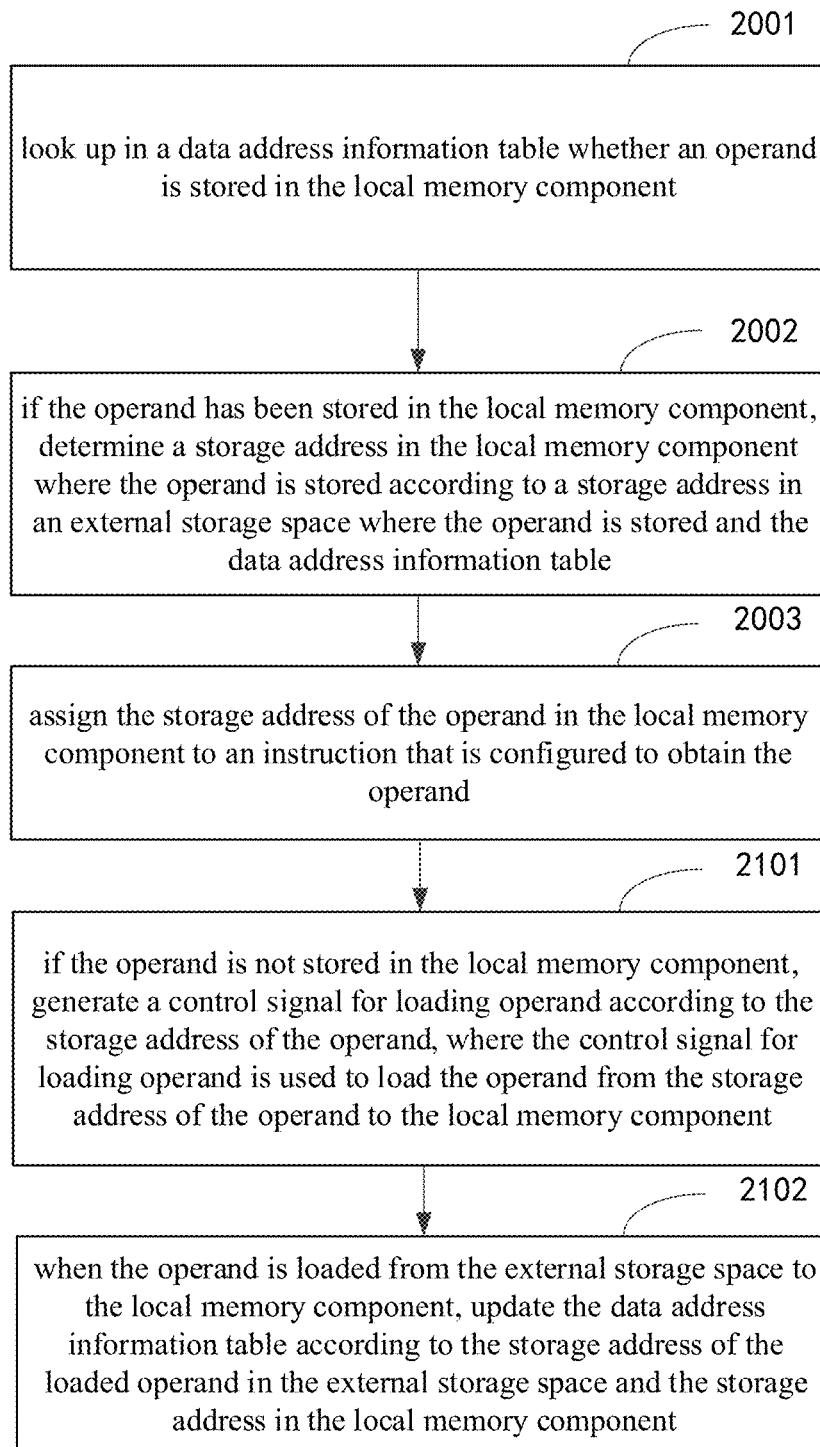 2001
look up in a data address information table whether an operand
is stored in the local memory component
2002
if the operand has been stored in the local memory component,
determine a storage address in the local memory component
where the operand is stored according to a storage address in
an external storage space where the operand is stored and the
data address information table
2003
assign the storage address of the operand in the local memory
component to an instruction that is configured to obtain the
operand
2101
if the operand is not stored in the local memory component,
generate a control signal for loading operand according to the
storage address of the operand, where the control signal for
loading operand is used to load the operand from the storage
address of the operand to the local memory component
2102
when the operand is loaded from the external storage space to
the local memory component, update the data address
information table according to the storage address of the
loaded operand in the external storage space and the storage
address in the local memory component